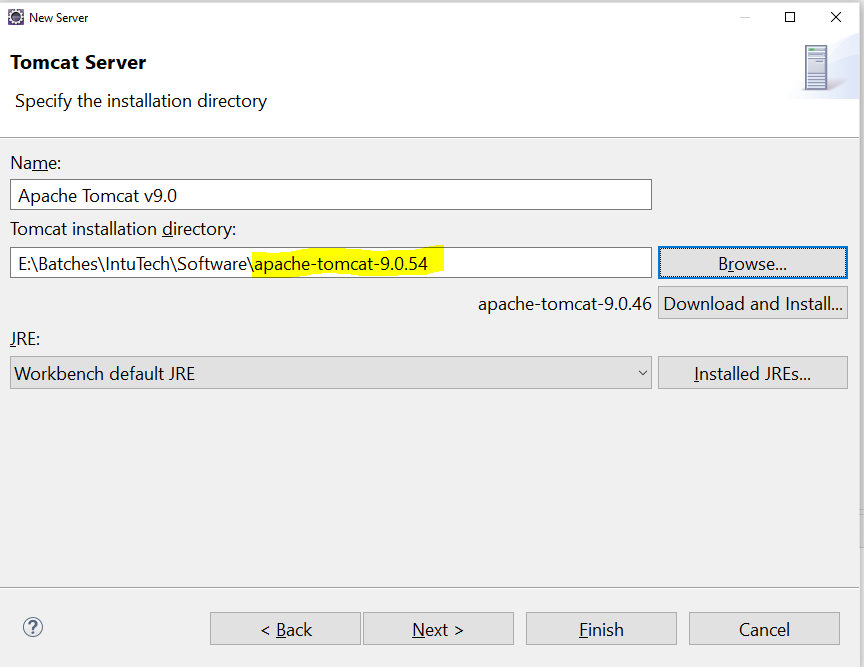 New Server
Tomcat Server
Specify the installation directory
Name:
Apache Tomcat v9.0
Tomcat installation directory:
E:\Batches\IntuTech\Software\apache-tomcat-9.0.54
Browse...
apache-tomcat-9.0.46 Download and Install...
JRE:
Workbench default JRE
Installed JREs...
?
< Back Next > Finish Cancel